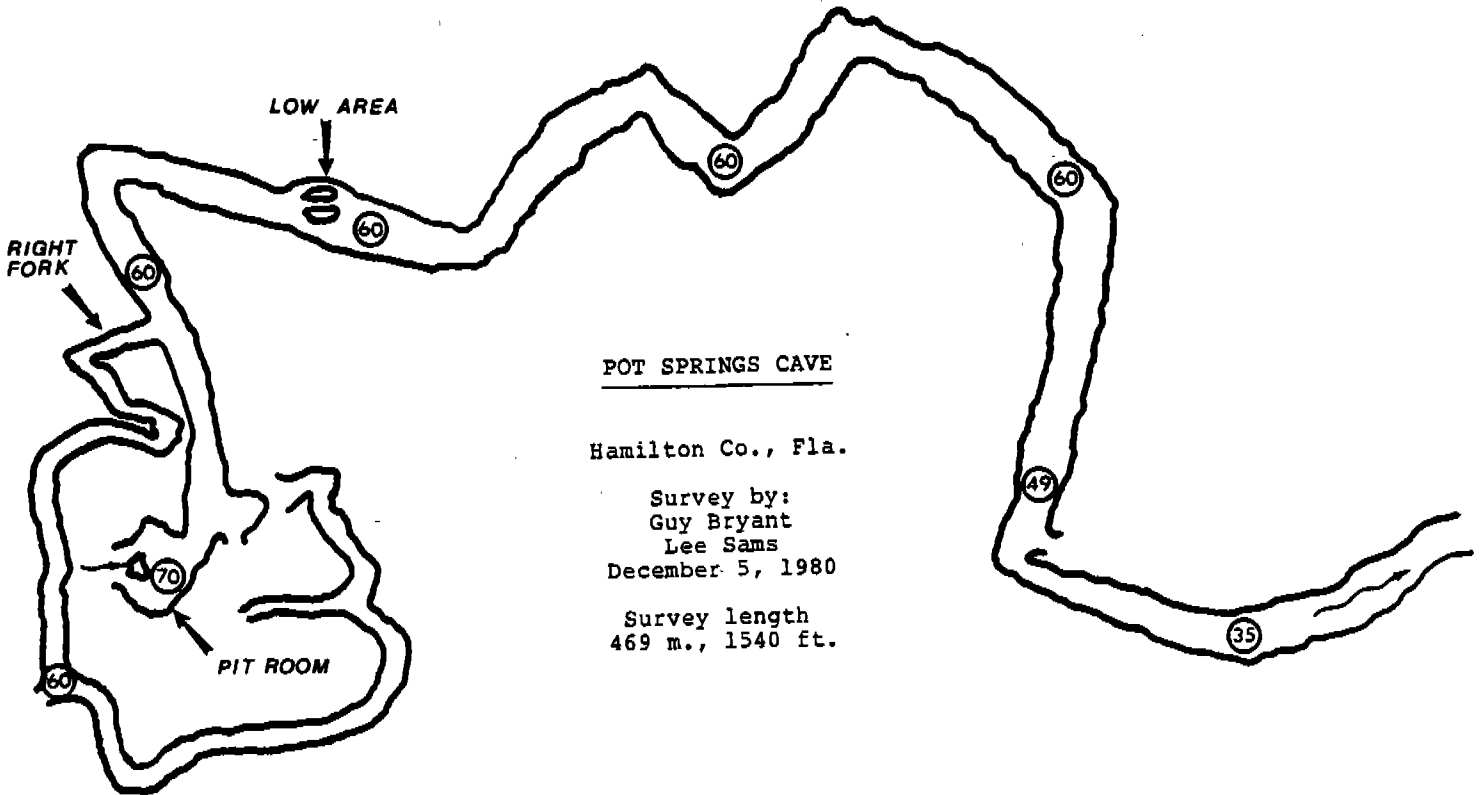 LOW AREA
60
60
60
RIGHT
FORK
60
POT SPRINGS CAVE
Hamilton Co., Fla.
Survey by:
Guy Bryant
Lee Sams
December 5, 1980
Survey length
469 m., 1540 ft.
49
70
35
PIT ROOM
60